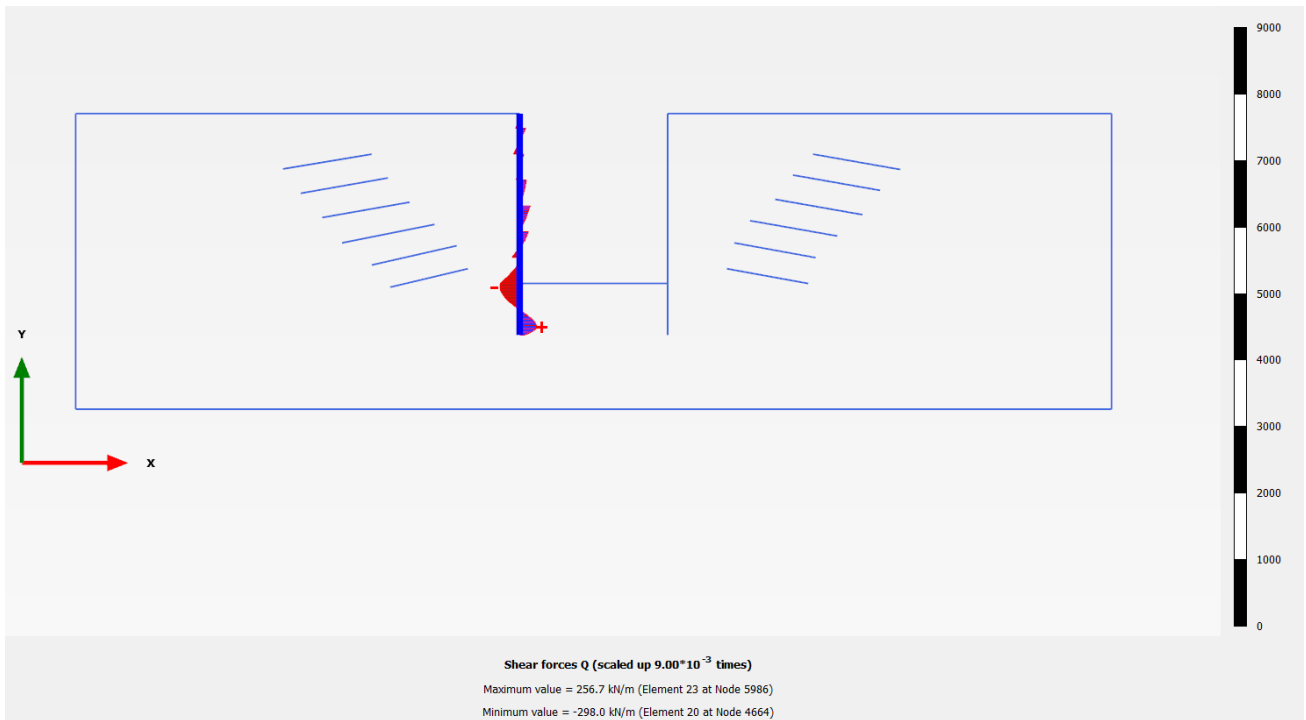 9000
8000
7000
6000
5000
4000
3000
2000
1000
0
-
+
Y
X
Shear forces Q (scaled up 9.00*10^-3 times)
Maximum value = 256.7 kN/m (Element 23 at Node 5986)
Minimum value = -298.0 kN/m (Element 20 at Node 4664)